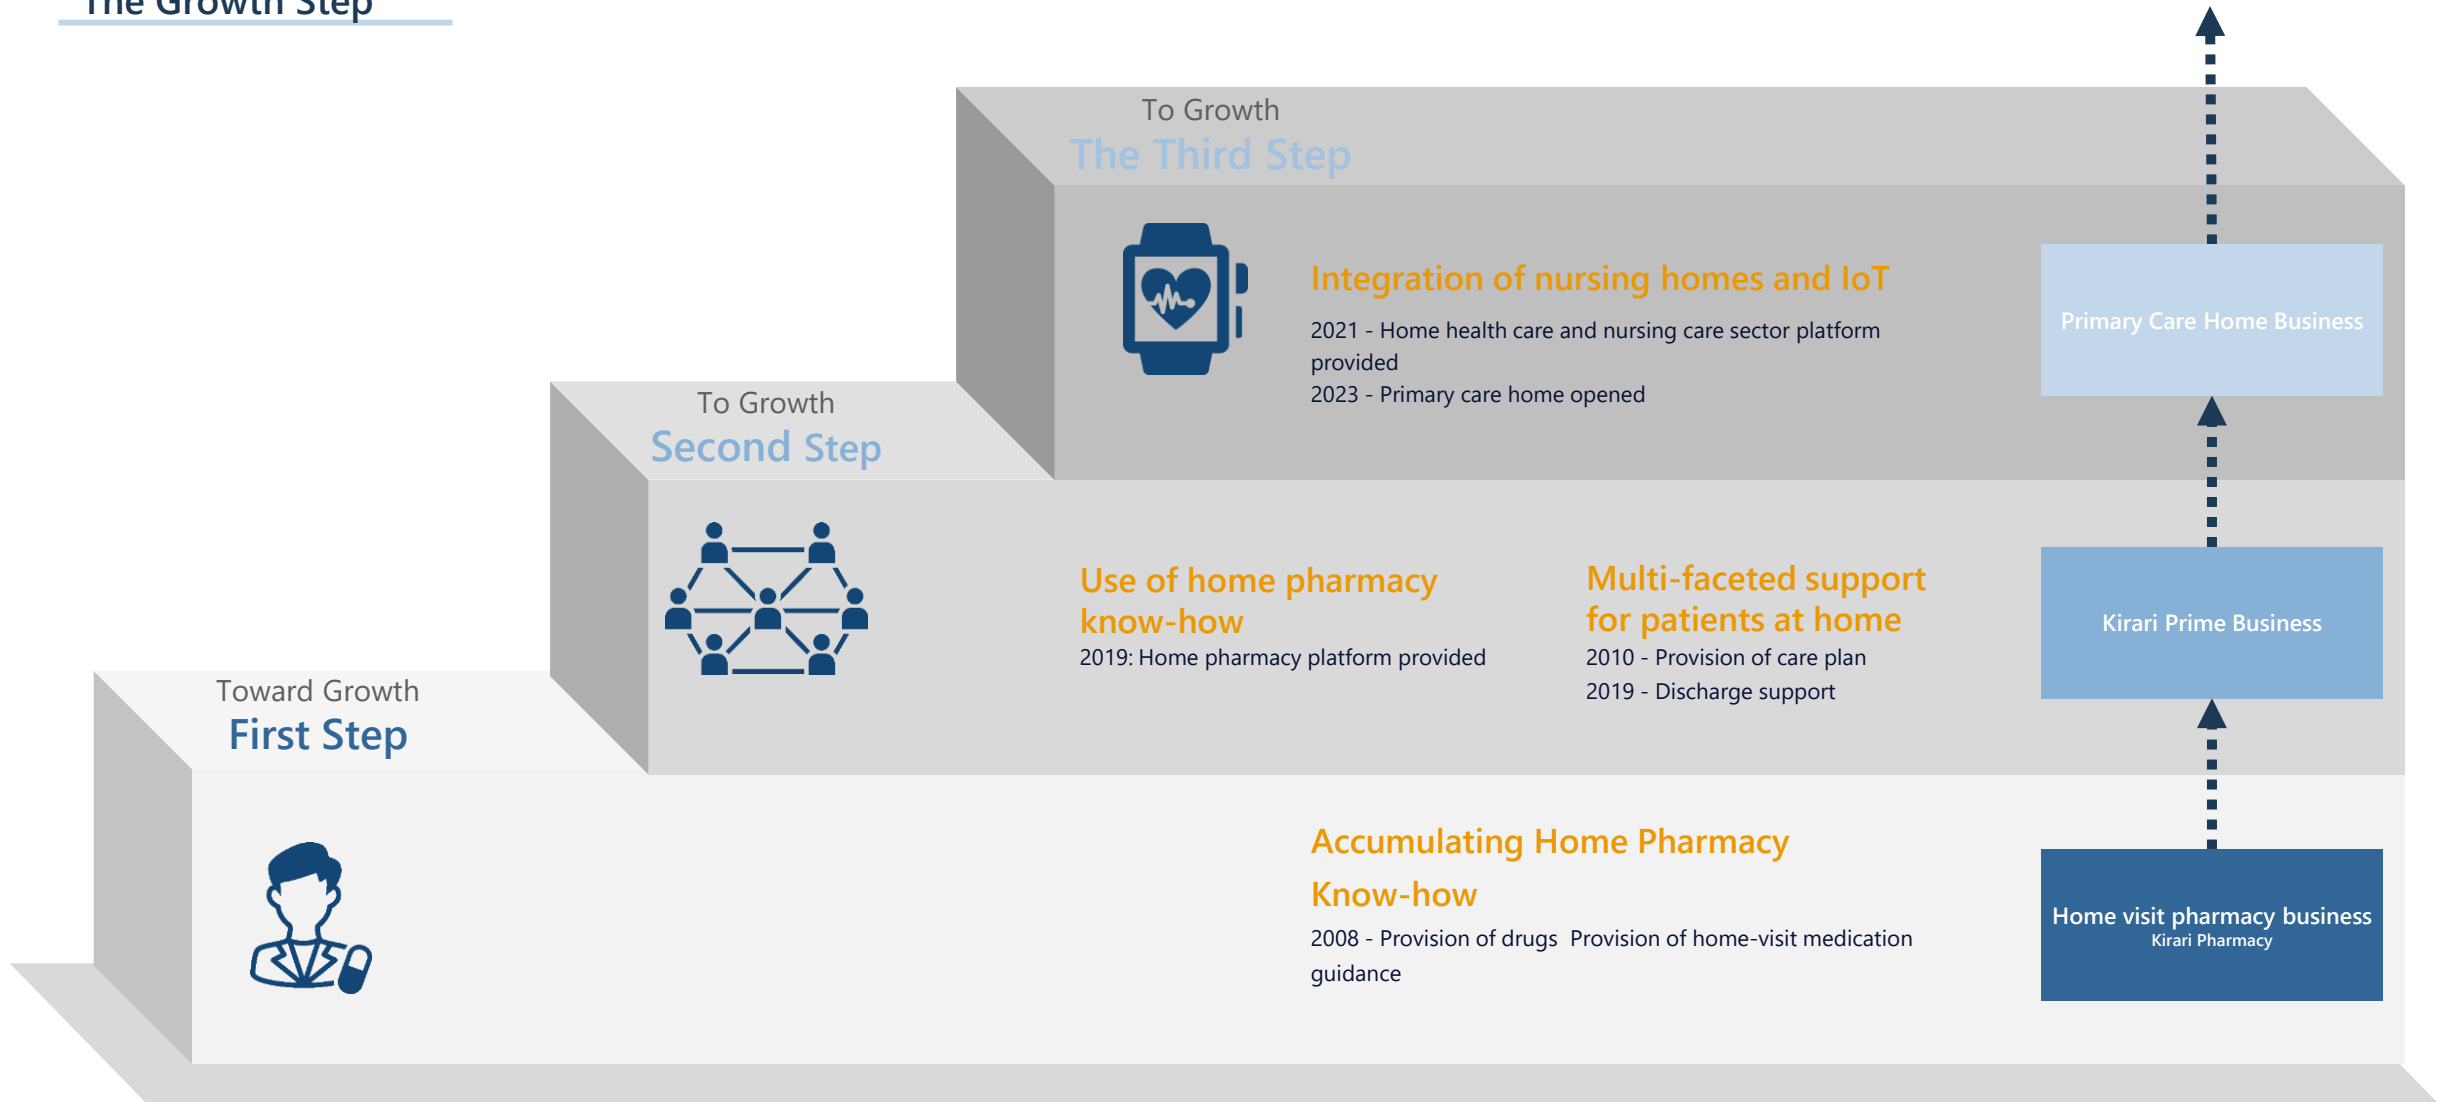 The Growth Step
To Growth
The Third Step
Integration of nursing homes and IoT
2021 - Home health care and nursing care sector platform
provided
2023 - Primary care home opened
Primary Care Home Business
To Growth
Second Step
Use of home pharmacy
know-how
2019: Home pharmacy platform provided
Multi-faceted support
for patients at home
2010 - Provision of care plan
2019 - Discharge support
Kirari Prime Business
Toward Growth
First Step
Accumulating Home Pharmacy
Know-how
2008 - Provision of drugs  Provision of home-visit medication
guidance
Home visit pharmacy business
Kirari Pharmacy